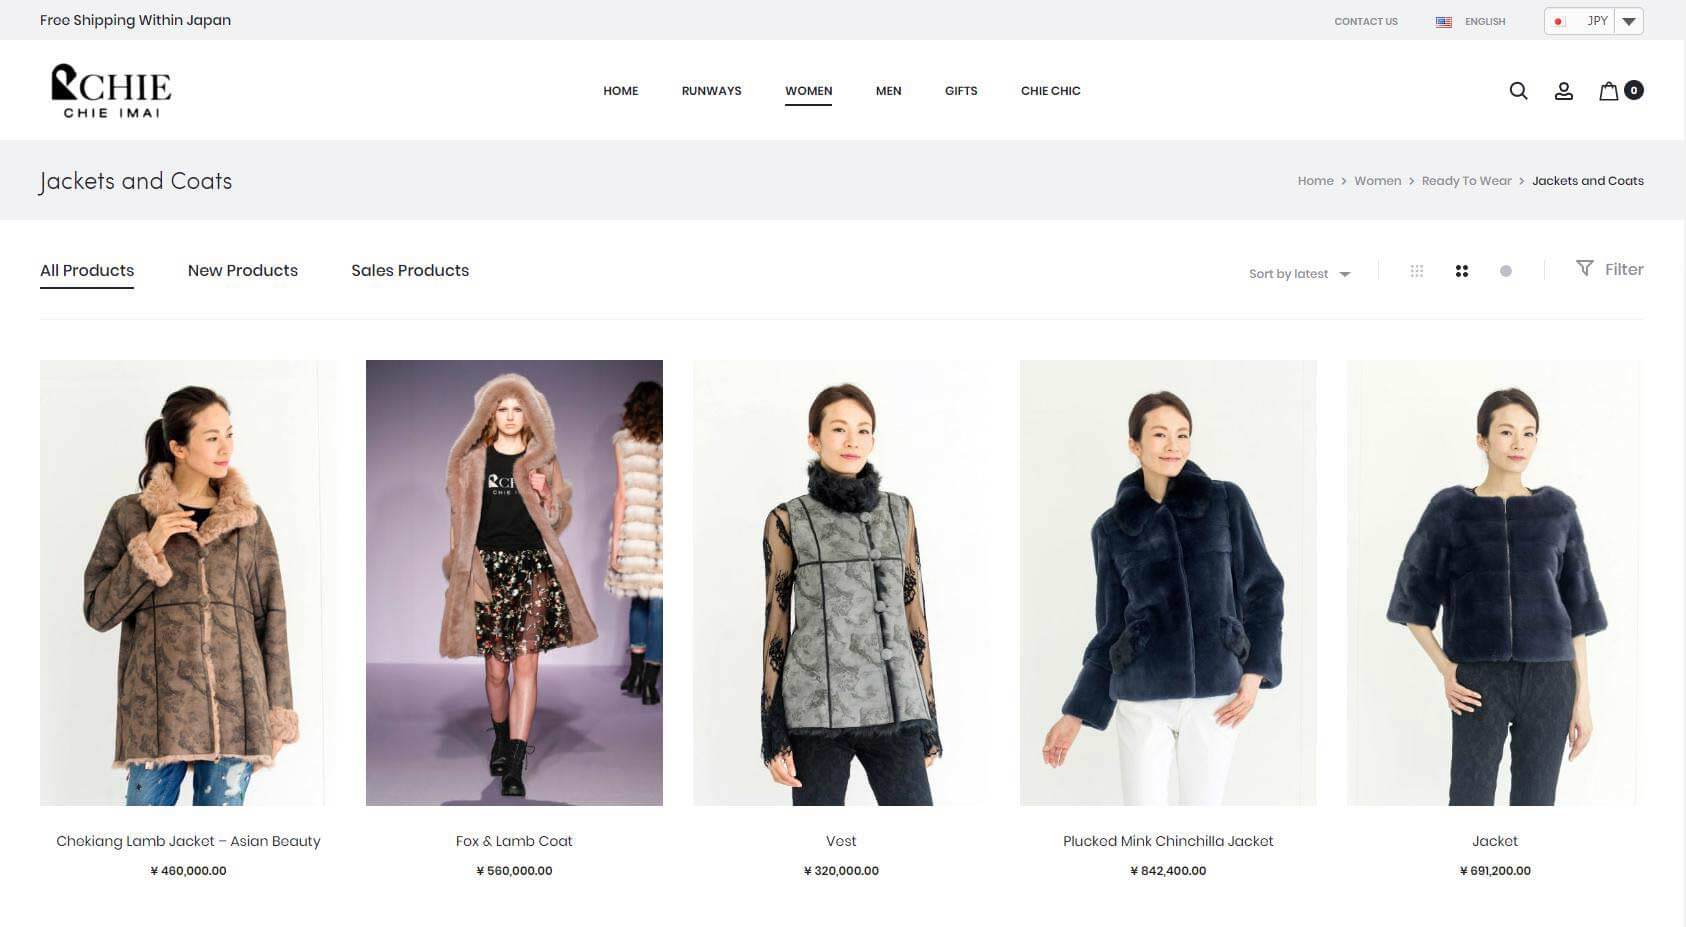 Free Shipping Within Japan
CONTACT US
ENGLISH
JPY
CHIE
CHIE IMAI
HOME
RUNWAYS
WOMEN
MEN
GIFTS
CHIE CHIC
0
Jackets and Coats
Home > Women > Ready To Wear > Jackets and Coats
All Products
New Products
Sales Products
Sort by latest
Filter
Chekiang Lamb Jacket – Asian Beauty
Fox & Lamb Coat
Vest
Plucked Mink Chinchilla Jacket
Jacket
¥ 460,000.00
¥ 560,000.00
¥ 320,000.00
¥ 842,400.00
¥ 691,200.00